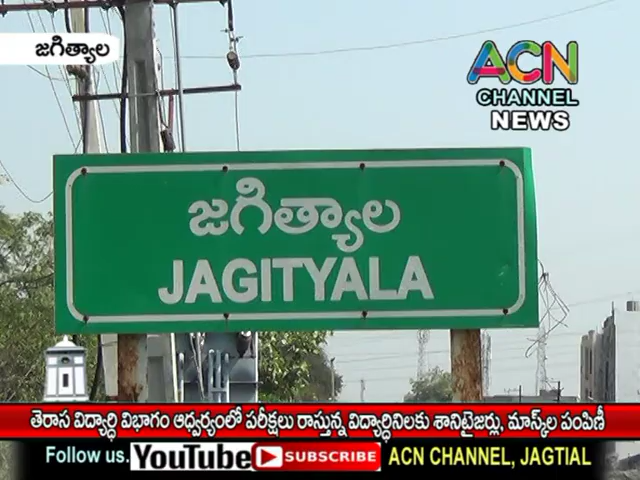 జగిత్యాల
ACN
CHANNEL
NEWS
జగిత్యాల
JAGITYALA
తెరాస విద్యార్థి విభాగం ఆధ్వర్యంలో పరీక్షలు రాస్తున్న విద్యార్థినిలకు శానిటైజర్లు, మాస్క్‌ల పంపిణీ
Follow us. YouTube SUBSCRIBE ACN CHANNEL, JAGTIAL